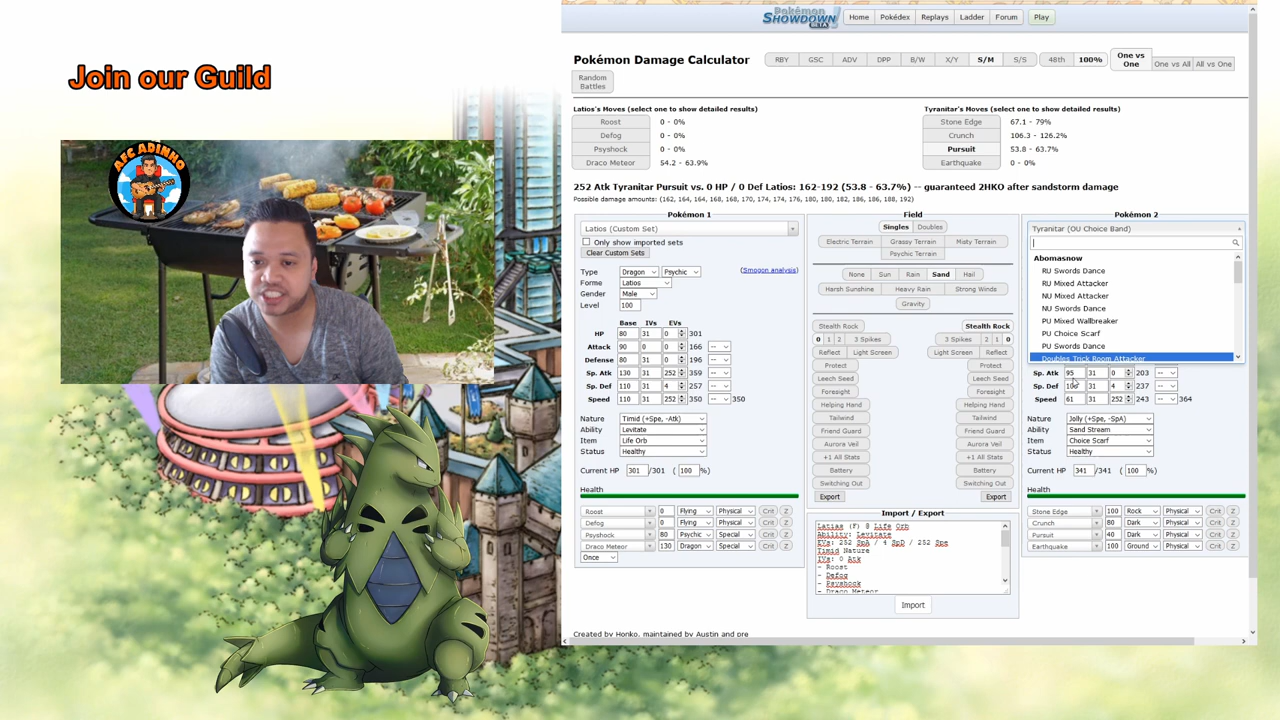 Join our Guild
AFC ADINHO
Pokémon
SHOWDOWN
BETA
Home Pokédex Replays Ladder Forum Play
Pokémon Damage Calculator
RBY GSC ADV DPP B/W X/Y S/M S/S 48th 100% One vs One One vs All All vs One
Random Battles
Latios's Moves (select one to show detailed results)
Roost 0 - 0%
Defog 0 - 0%
Psyshock 0 - 0%
Draco Meteor 54.2 - 63.9%
Tyranitar's Moves (select one to show detailed results)
Stone Edge 67.1 - 79%
Crunch 106.3 - 126.2%
Pursuit 53.8 - 63.7%
Earthquake 0 - 0%
252 Atk Tyranitar Pursuit vs. 0 HP / 0 Def Latios: 162-192 (53.8 - 63.7%) -- guaranteed 2HKO after sandstorm damage
Possible damage amounts: (162, 164, 164, 168, 168, 170, 174, 174, 176, 180, 180, 182, 186, 186, 188, 192)
Pokémon 1
Latios (Custom Set)
Only show imported sets
Clear Custom Sets
Type Dragon Psychic (Smogon analysis)
Forme Latios
Gender Male
Level 100
Base IVs EVs
HP 80 31 0 301
Attack 90 0 0 166 --
Defense 80 31 0 196 --
Sp. Atk 130 31 252 359 --
Sp. Def 110 31 4 257 --
Speed 110 31 252 350 -- 350
Nature Timid (+Spe, -Atk)
Ability Levitate
Item Life Orb
Status Healthy
Current HP 301 /301 ( 100 %)
Health
Roost 0 Flying Physical Crit Z
Defog 0 Flying Physical Crit Z
Psyshock 80 Psychic Special Crit Z
Draco Meteor 130 Dragon Special Crit Z
Once
Field
Singles Doubles
Electric Terrain Grassy Terrain Misty Terrain
Psychic Terrain
None Sun Rain Sand Hail
Harsh Sunshine Heavy Rain Strong Winds
Gravity
Stealth Rock Stealth Rock
0 1 2 3 Spikes 0 1 2 3 Spikes
Reflect Light Screen Light Screen Reflect
Protect Protect
Leech Seed Leech Seed
Foresight Foresight
Helping Hand Helping Hand
Tailwind Tailwind
Friend Guard Friend Guard
Aurora Veil Aurora Veil
+1 All Stats +1 All Stats
Battery Battery
Switching Out Switching Out
Export Export
Import / Export
Latias (F) @ Life Orb
Ability: Levitate
EVs: 252 SpA / 4 SpD / 252 Spe
Timid Nature
IVs: 0 Atk
- Roost
- Defog
- Psyshock
- Draco Meteor
Import
Pokémon 2
Tyranitar (OU Choice Band)
Abomasnow
RU Swords Dance
RU Mixed Attacker
NU Mixed Attacker
NU Swords Dance
PU Mixed Wallbreaker
PU Choice Scarf
PU Swords Dance
Doubles Trick Room Attacker
Sp. Atk 95 31 0 203 --
Sp. Def 31 4 237 --
Speed 61 31 252 243 -- 364
Nature Jolly (+Spe, -SpA)
Ability Sand Stream
Item Choice Scarf
Status Healthy
Current HP 341 /341 ( 100 %)
Health
Stone Edge 100 Rock Physical Crit Z
Crunch 80 Dark Physical Crit Z
Pursuit 40 Dark Physical Crit Z
Earthquake 100 Ground Physical Crit Z
Created by Honko, maintained by Austin and pre